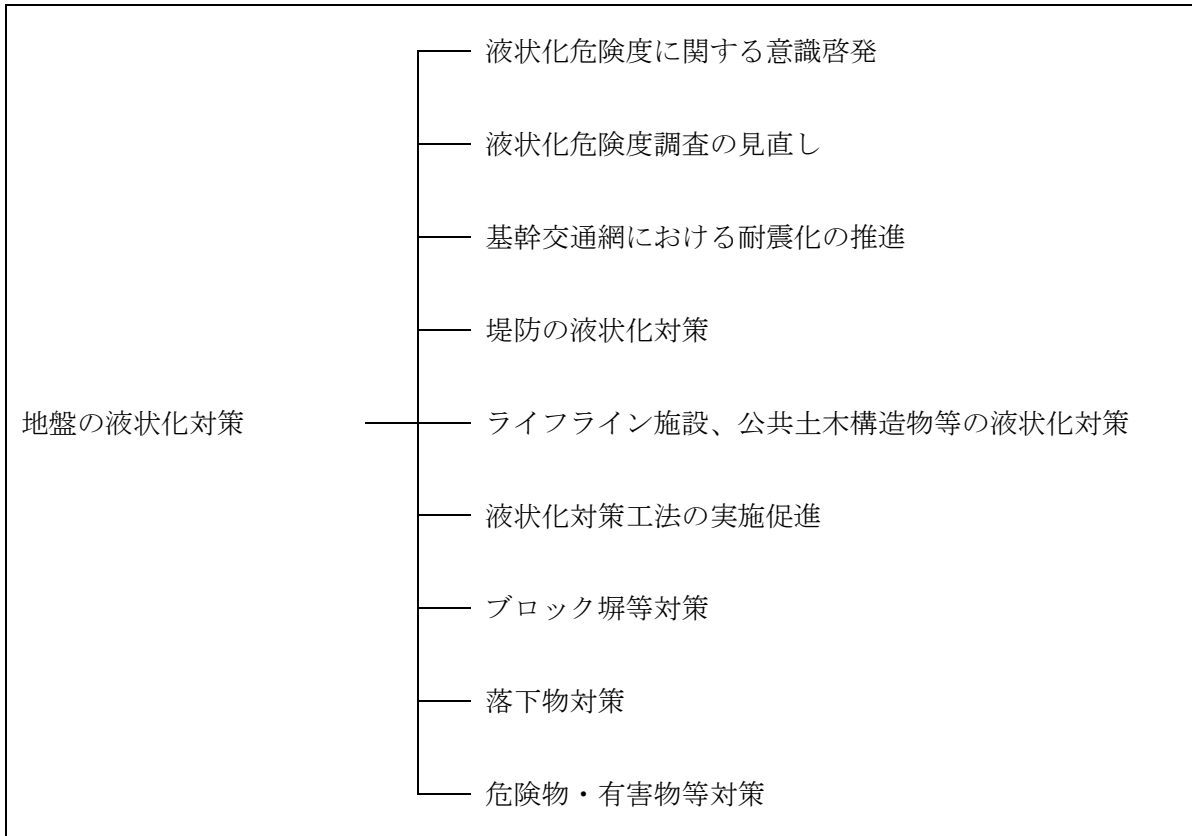 液状化危険度に関する意識啓発
液状化危険度調査の見直し
基幹交通網における耐震化の推進
堤防の液状化対策
地盤の液状化対策
ライフライン施設、公共土木構造物等の液状化対策
液状化対策工法の実施促進
ブロック塀等対策
落下物対策
危険物・有害物等対策